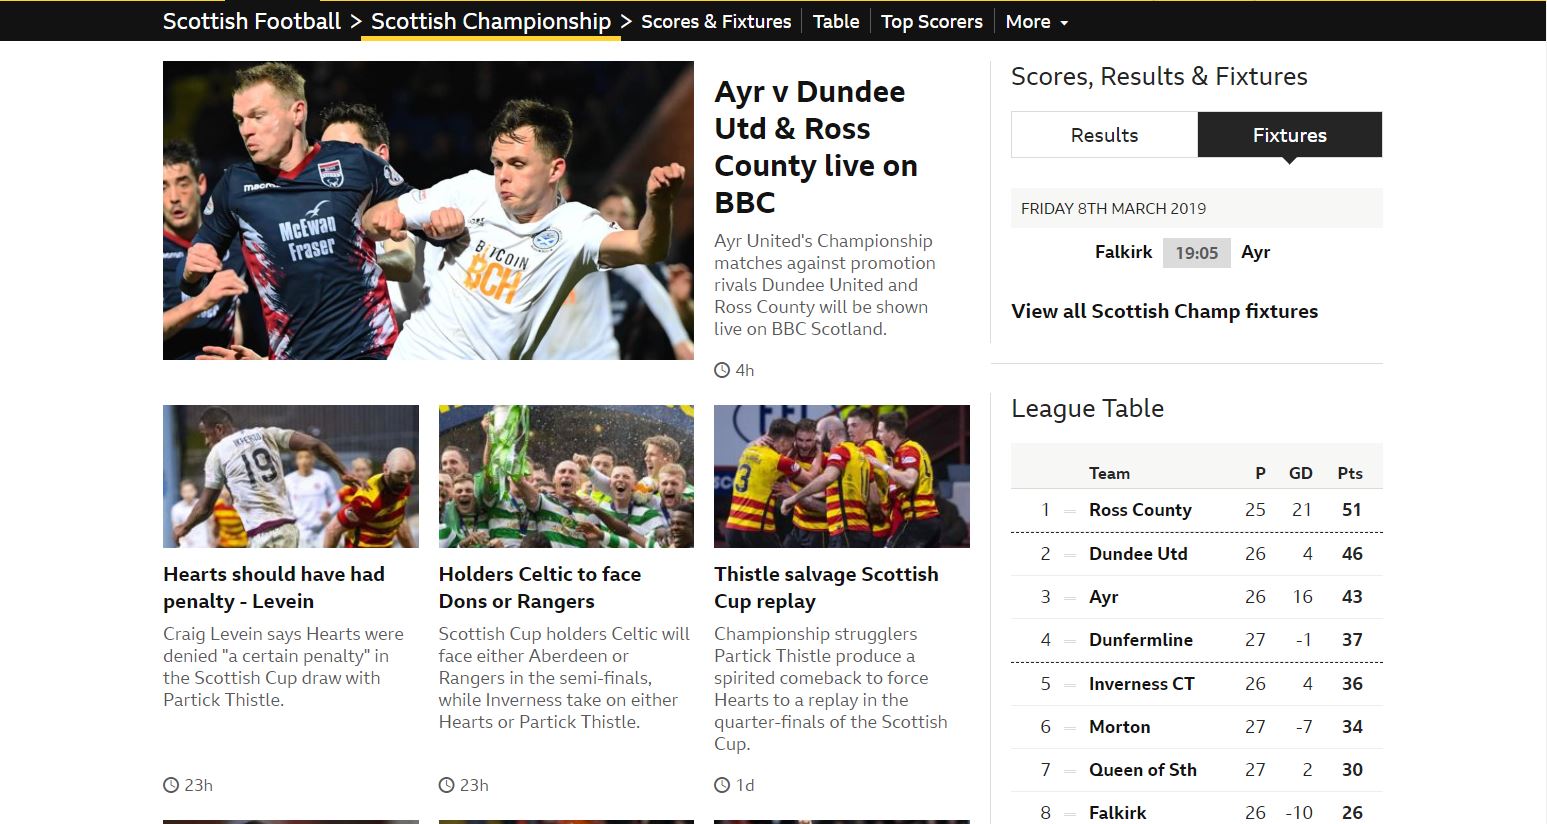 Scottish Football > Scottish Championship > Scores & Fixtures Table Top Scorers More
macron
McEwan
Fraser
BITCOIN
BCH
Ayr v Dundee
Utd & Ross
County live on
BBC
Ayr United's Championship
matches against promotion
rivals Dundee United and
Ross County will be shown
live on BBC Scotland.
4h
19
Hearts should have had
penalty - Levein
Craig Levein says Hearts were
denied "a certain penalty" in
the Scottish Cup draw with
Partick Thistle.
23h
Holders Celtic to face
Dons or Rangers
Scottish Cup holders Celtic will
face either Aberdeen or
Rangers in the semi-finals,
while Inverness take on either
Hearts or Partick Thistle.
23h
3
Thistle salvage Scottish
Cup replay
Championship strugglers
Partick Thistle produce a
spirited comeback to force
Hearts to a replay in the
quarter-finals of the Scottish
Cup.
1d
Scores, Results & Fixtures
Results Fixtures
FRIDAY 8TH MARCH 2019
Falkirk 19:05 Ayr
View all Scottish Champ fixtures
League Table
Team P GD Pts
1 Ross County 25 21 51
2 Dundee Utd 26 4 46
3 Ayr 26 16 43
4 Dunfermline 27 -1 37
5 Inverness CT 26 4 36
6 Morton 27 -7 34
7 Queen of Sth 27 2 30
8 Falkirk 26 -10 26